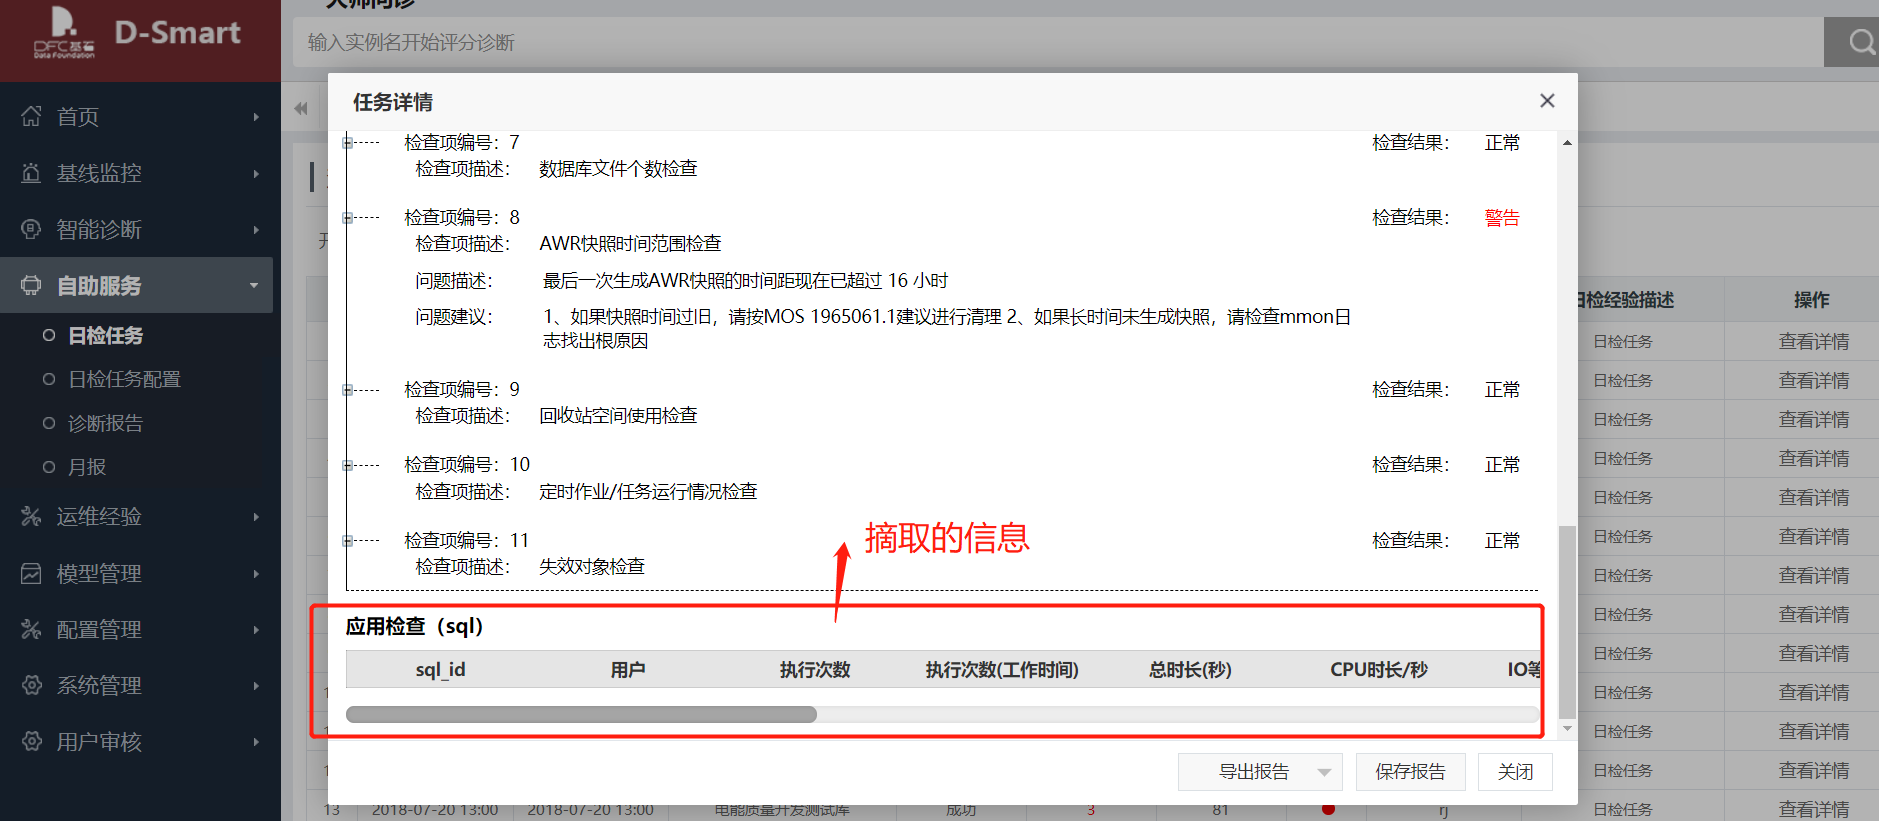 D-Smart
DFC基石
Data Foundation
大师问诊
输入实例名开始评分诊断
首页
基线监控
智能诊断
自助服务
日检任务
日检任务配置
诊断报告
月报
运维经验
模型管理
配置管理
系统管理
用户审核
任务详情
检查项编号：7 检查结果： 正常
检查项描述： 数据库文件个数检查
检查项编号：8 检查结果： 警告
检查项描述： AWR快照时间范围检查
问题描述： 最后一次生成AWR快照的时间距现在已超过 16 小时
问题建议： 1、如果快照时间过旧，请按MOS 1965061.1建议进行清理 2、如果长时间未生成快照，请检查mmon日
志找出根原因
检查项编号：9 检查结果： 正常
检查项描述： 回收站空间使用检查
检查项编号：10 检查结果： 正常
检查项描述： 定时作业/任务运行情况检查
摘取的信息
检查项编号：11 检查结果： 正常
检查项描述： 失效对象检查
应用检查（sql）
sql_id 用户 执行次数 执行次数(工作时间) 总时长(秒) CPU时长/秒 IO等
导出报告 保存报告 关闭
日检经验描述 操作
日检任务 查看详情
日检任务 查看详情
日检任务 查看详情
日检任务 查看详情
日检任务 查看详情
日检任务 查看详情
日检任务 查看详情
日检任务 查看详情
日检任务 查看详情
日检任务 查看详情
日检任务 查看详情
日检任务 查看详情
13 2018-07-20 13:00 2018-07-20 13:00 电能质量开发测试库 成功 3 81 rj 日检任务 查看详情